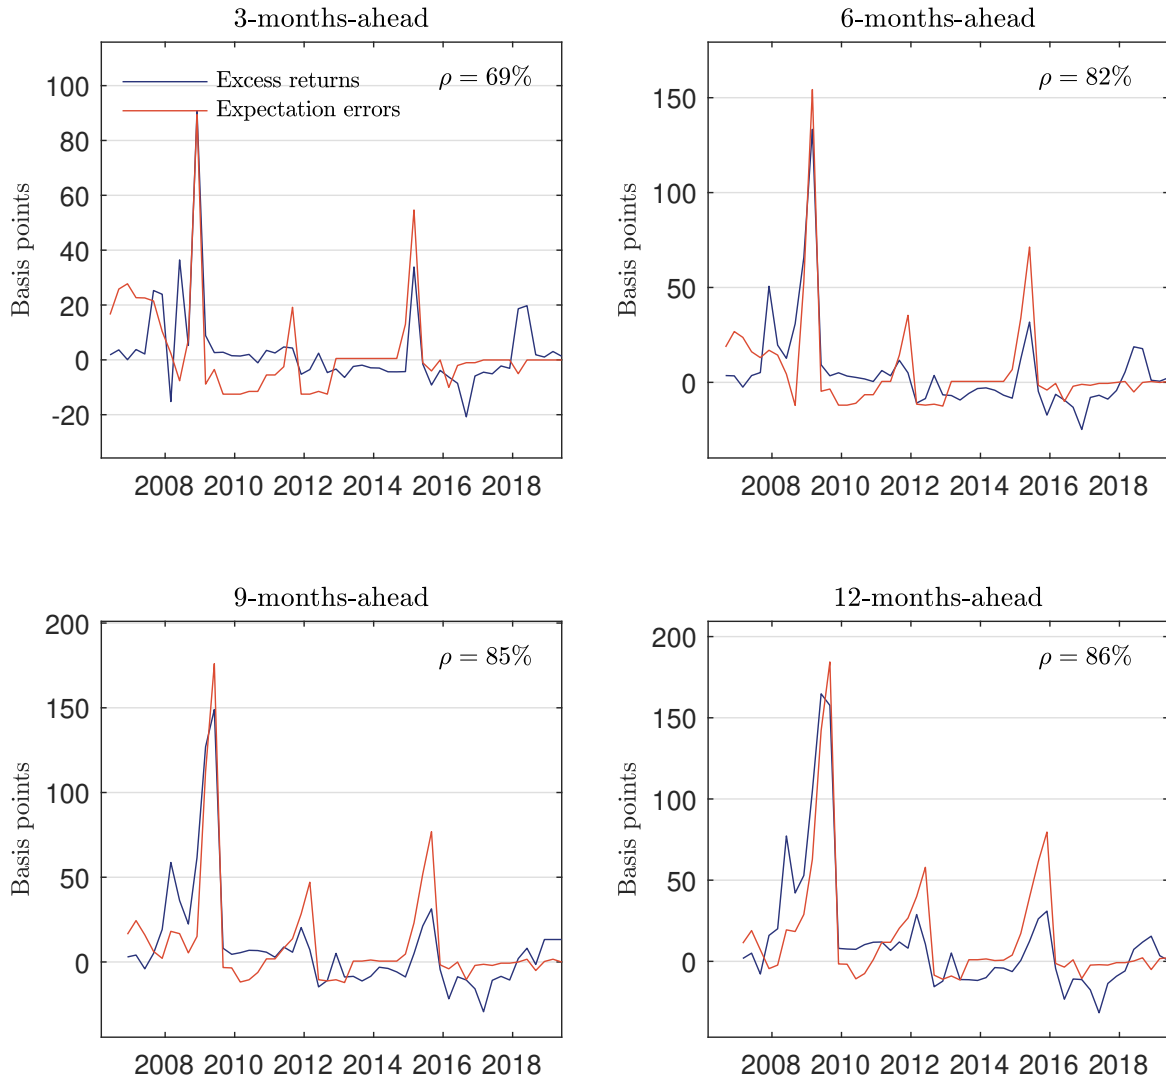 3-months-ahead
Basis points
100
80
60
40
20
0
-20
Excess returns
Expectation errors
ρ = 69%
2008 2010 2012 2014 2016 2018
6-months-ahead
Basis points
150
100
50
0
ρ = 82%
2008 2010 2012 2014 2016 2018
9-months-ahead
Basis points
200
150
100
50
0
ρ = 85%
2008 2010 2012 2014 2016 2018
12-months-ahead
Basis points
200
150
100
50
0
ρ = 86%
2008 2010 2012 2014 2016 2018